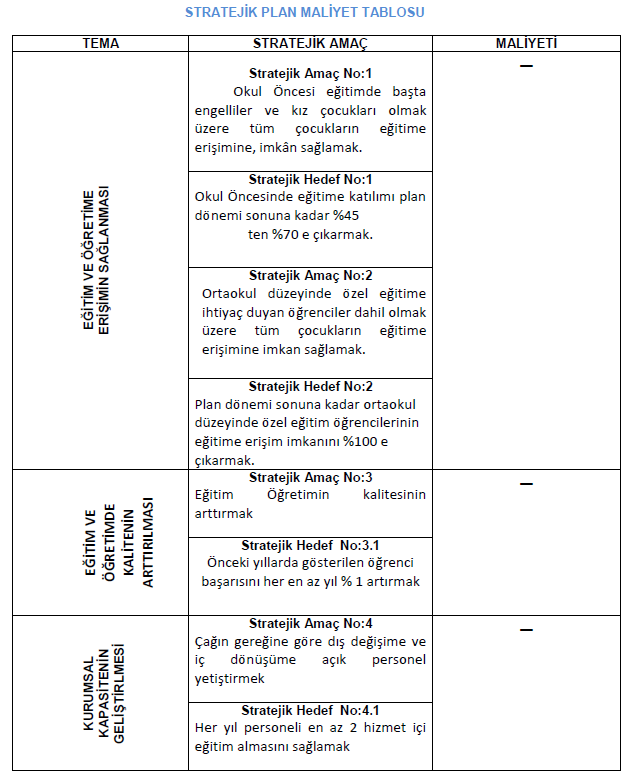 STRATEJİK PLAN MALİYET TABLOSU
TEMA
STRATEJİK AMAÇ
MALİYETİ
EĞİTİM VE ÖĞRETİME
ERİŞİMİN SAĞLANMASI
Stratejik Amaç No:1
Okul Öncesi eğitimde başta
engelliler ve kız çocukları olmak
üzere tüm çocukların eğitime
erişimine, imkân sağlamak.
—
Stratejik Hedef No:1
Okul Öncesinde eğitime katılımı plan
dönemi sonuna kadar %45
ten %70 e çıkarmak.
Stratejik Amaç No:2
Ortaokul düzeyinde özel eğitime
ihtiyaç duyan öğrenciler dahil olmak
üzere tüm çocukların eğitime
erişimine imkan sağlamak.
Stratejik Hedef No:2
Plan dönemi sonuna kadar ortaokul
düzeyinde özel eğitim öğrencilerinin
eğitime erişim imkanını %100 e
çıkarmak.
EĞİTİM VE
ÖĞRETİMDE
KALİTENİN
ARTTIRILMASI
Stratejik Amaç No:3
Eğitim Öğretimin kalitesinin
arttırmak
—
Stratejik Hedef No:3.1
Önceki yıllarda gösterilen öğrenci
başarısını her en az yıl % 1 artırmak
KURUMSAL
KAPASİTENİN
GELİŞTİRLMESİ
Stratejik Amaç No:4
Çağın gereğine göre dış değişime ve
iç dönüşüme açık personel
yetiştirmek
—
Stratejik Hedef No:4.1
Her yıl personeli en az 2 hizmet içi
eğitim almasını sağlamak